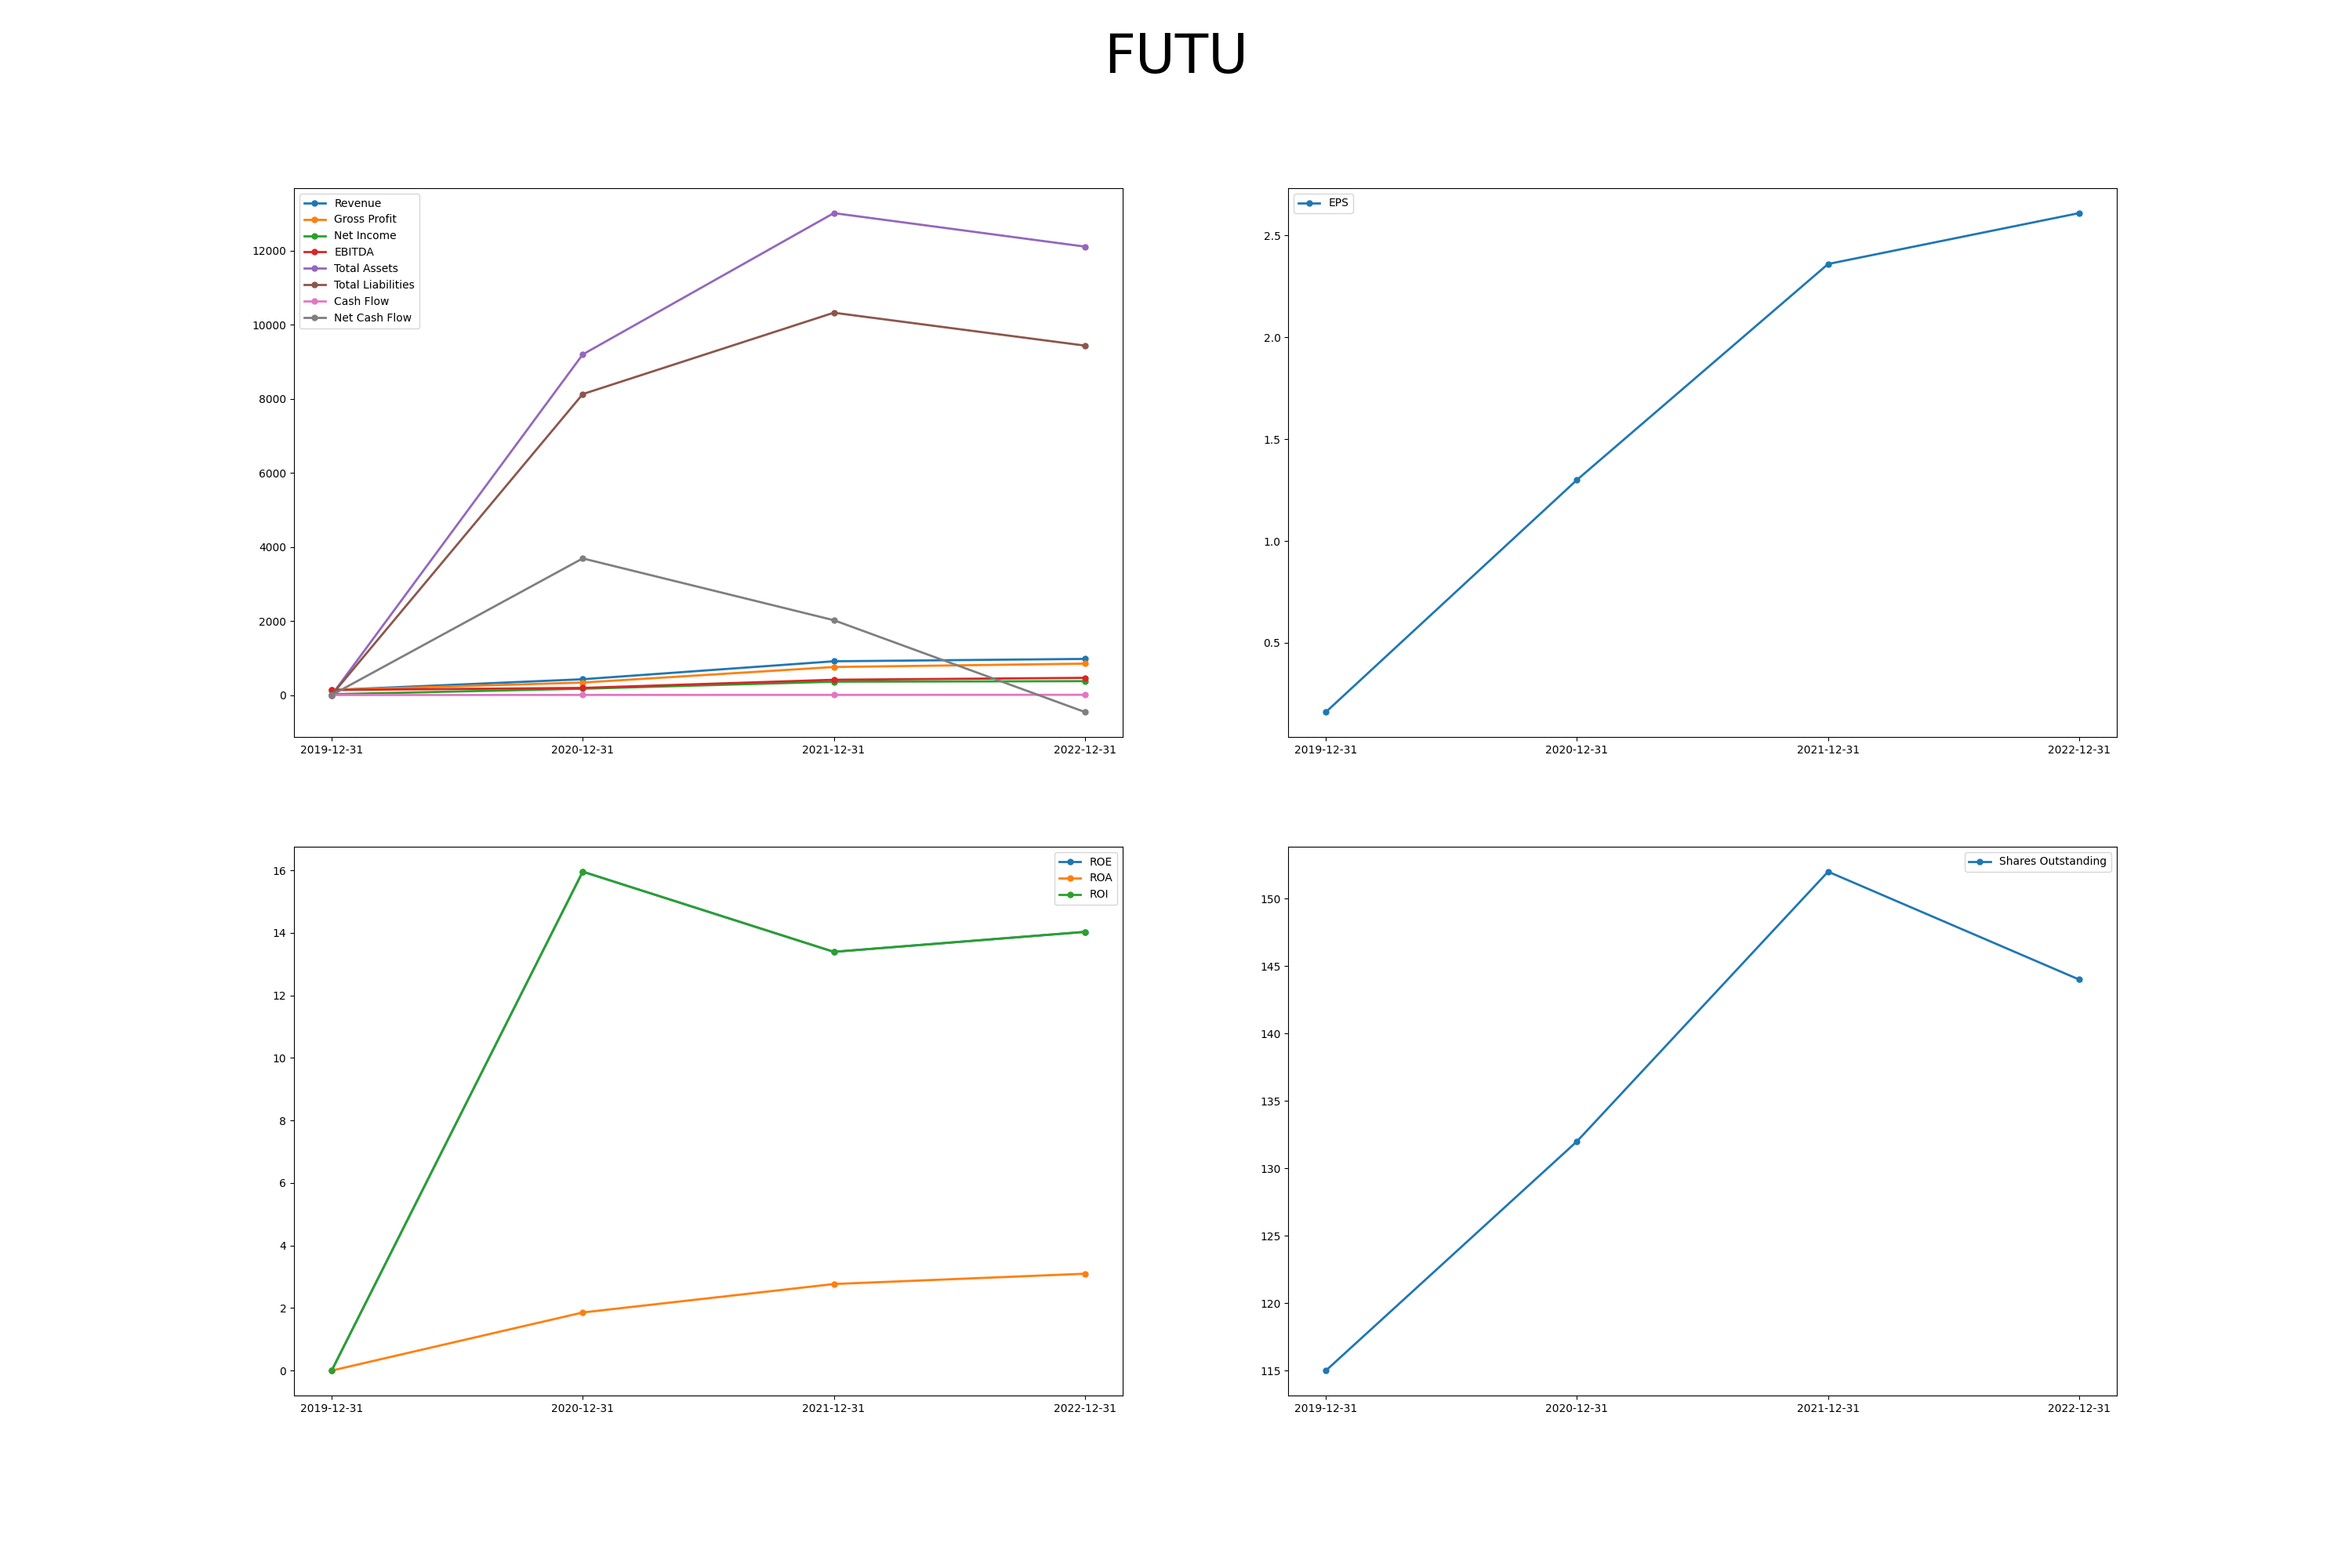 FUTU
Revenue
Gross Profit
Net Income
EBITDA
Total Assets
Total Liabilities
Cash Flow
Net Cash Flow
12000
10000
8000
6000
4000
2000
0
2019-12-31 2020-12-31 2021-12-31 2022-12-31
EPS
2.5
2.0
1.5
1.0
0.5
2019-12-31 2020-12-31 2021-12-31 2022-12-31
ROE
ROA
ROI
16
14
12
10
8
6
4
2
0
2019-12-31 2020-12-31 2021-12-31 2022-12-31
Shares Outstanding
150
145
140
135
130
125
120
115
2019-12-31 2020-12-31 2021-12-31 2022-12-31